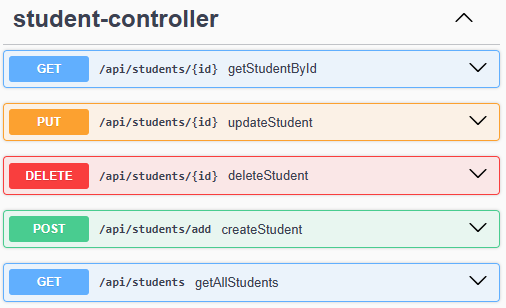 student-controller
GET /api/students/{id} getStudentById
PUT /api/students/{id} updateStudent
DELETE /api/students/{id} deleteStudent
POST /api/students/add createStudent
GET /api/students getAllStudents